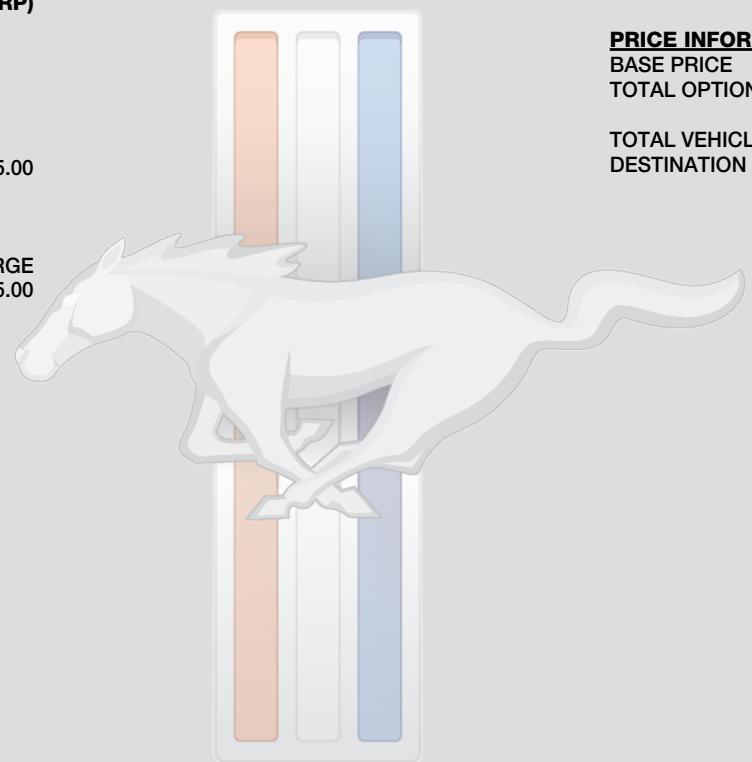 RP)
5.00
RGE
5.00
PRICE INFOR
BASE PRICE
TOTAL OPTION
TOTAL VEHICL
DESTINATION